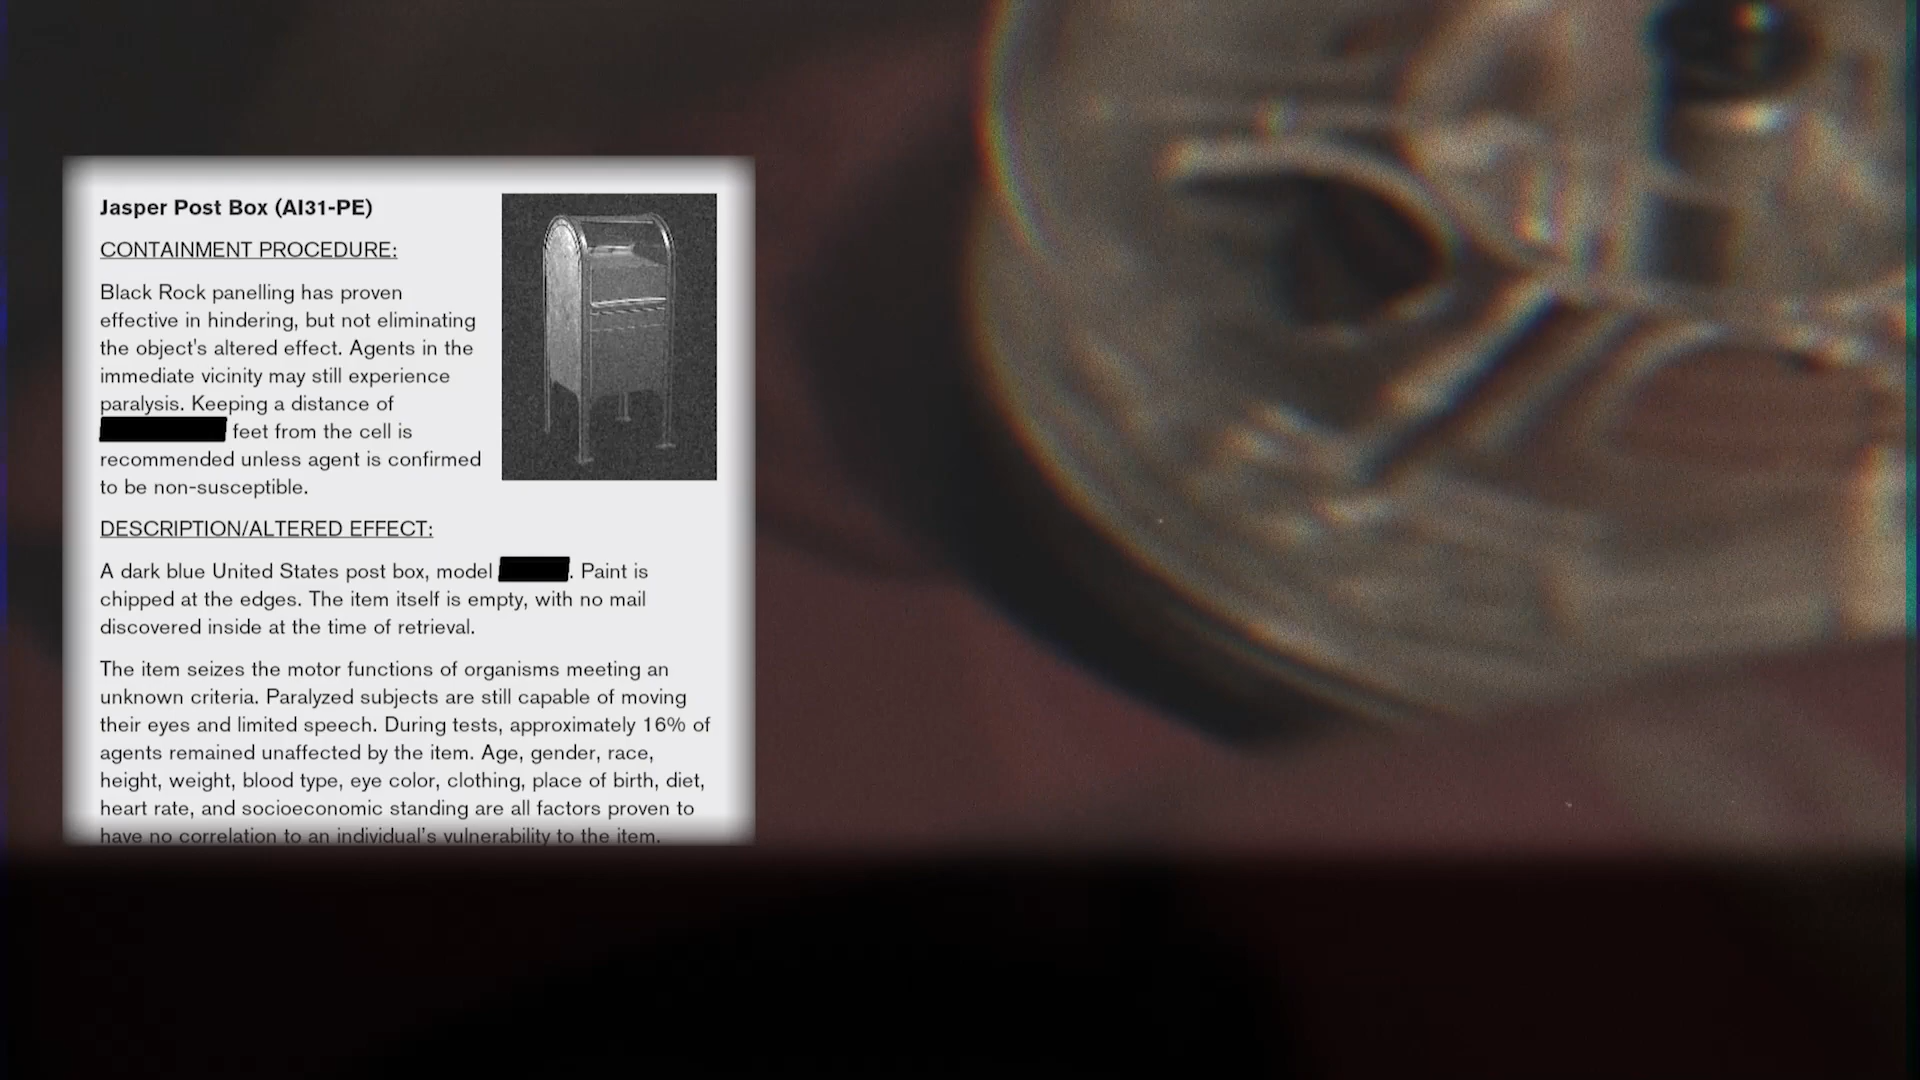 Jasper Post Box (AI31-PE)
CONTAINMENT PROCEDURE:
Black Rock panelling has proven
effective in hindering, but not eliminating
the object's altered effect. Agents in the
immediate vicinity may still experience
paralysis. Keeping a distance of
feet from the cell is
recommended unless agent is confirmed
to be non-susceptible.
DESCRIPTION/ALTERED EFFECT:
A dark blue United States post box, model . Paint is
chipped at the edges. The item itself is empty, with no mail
discovered inside at the time of retrieval.
The item seizes the motor functions of organisms meeting an
unknown criteria. Paralyzed subjects are still capable of moving
their eyes and limited speech. During tests, approximately 16% of
agents remained unaffected by the item. Age, gender, race,
height, weight, blood type, eye color, clothing, place of birth, diet,
heart rate, and socioeconomic standing are all factors proven to
have no correlation to an individual's vulnerability to the item.